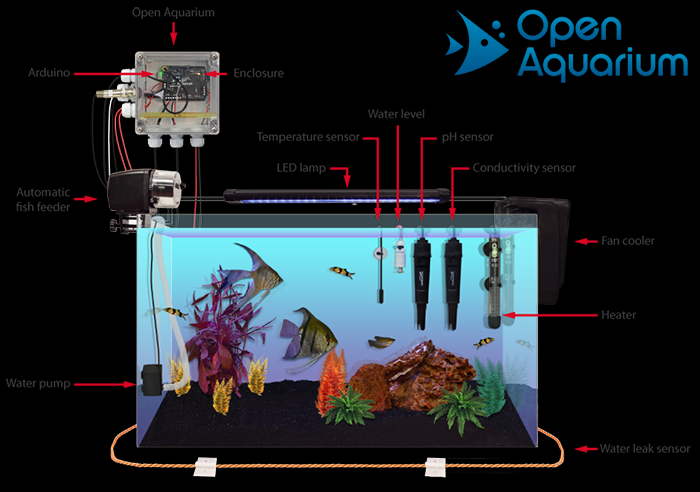 Open Aquarium
Open
Aquarium
Arduino
Enclosure
Water level
Temperature sensor
pH sensor
LED lamp
Conductivity sensor
Automatic
fish feeder
Fan cooler
Heater
Water pump
Water leak sensor